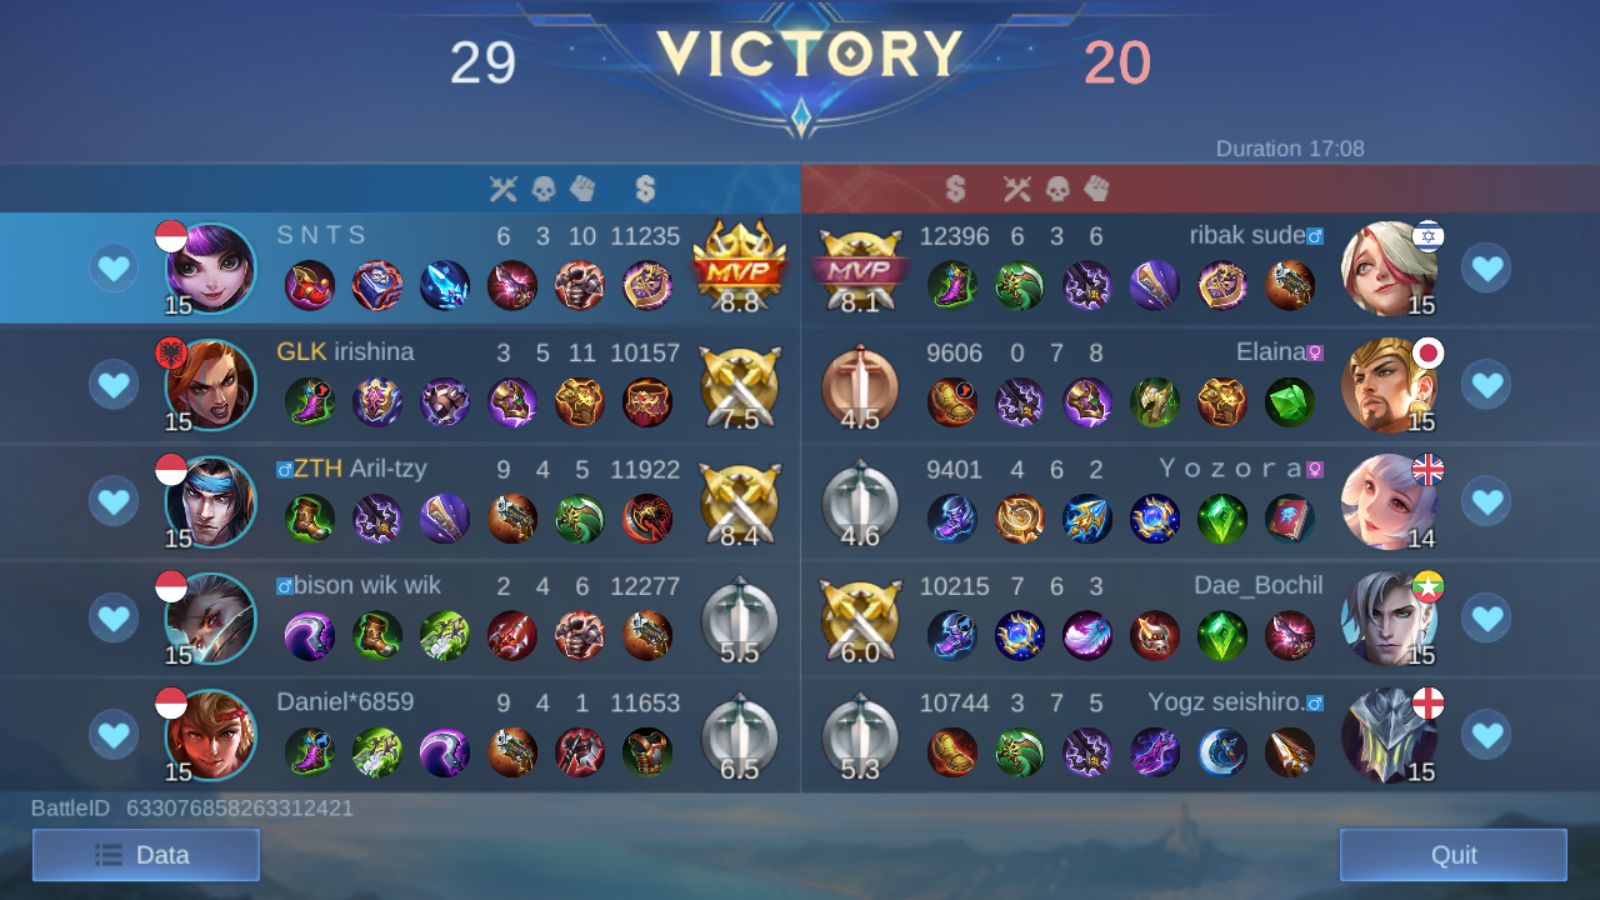 29 VICTORY 20
Duration 17:08
S N T S 6 3 10 11235 MVP 8.8
15
MVP 8.1 12396 6 3 6 ribak sude
15
GLK irishina 3 5 11 10157 7.5
15
4.5 9606 0 7 8 Elaina
15
ZTH Aril-tzy 9 4 5 11922 8.4
15
4.6 9401 4 6 2 Y o z o r a
14
bison wik wik 2 4 6 12277 5.5
15
6.0 10215 7 6 3 Dae_Bochil
15
Daniel*6859 9 4 1 11653 6.5
15
5.3 10744 3 7 5 Yogz seishiro.
15
BattleID 633076858263312421
Data
Quit